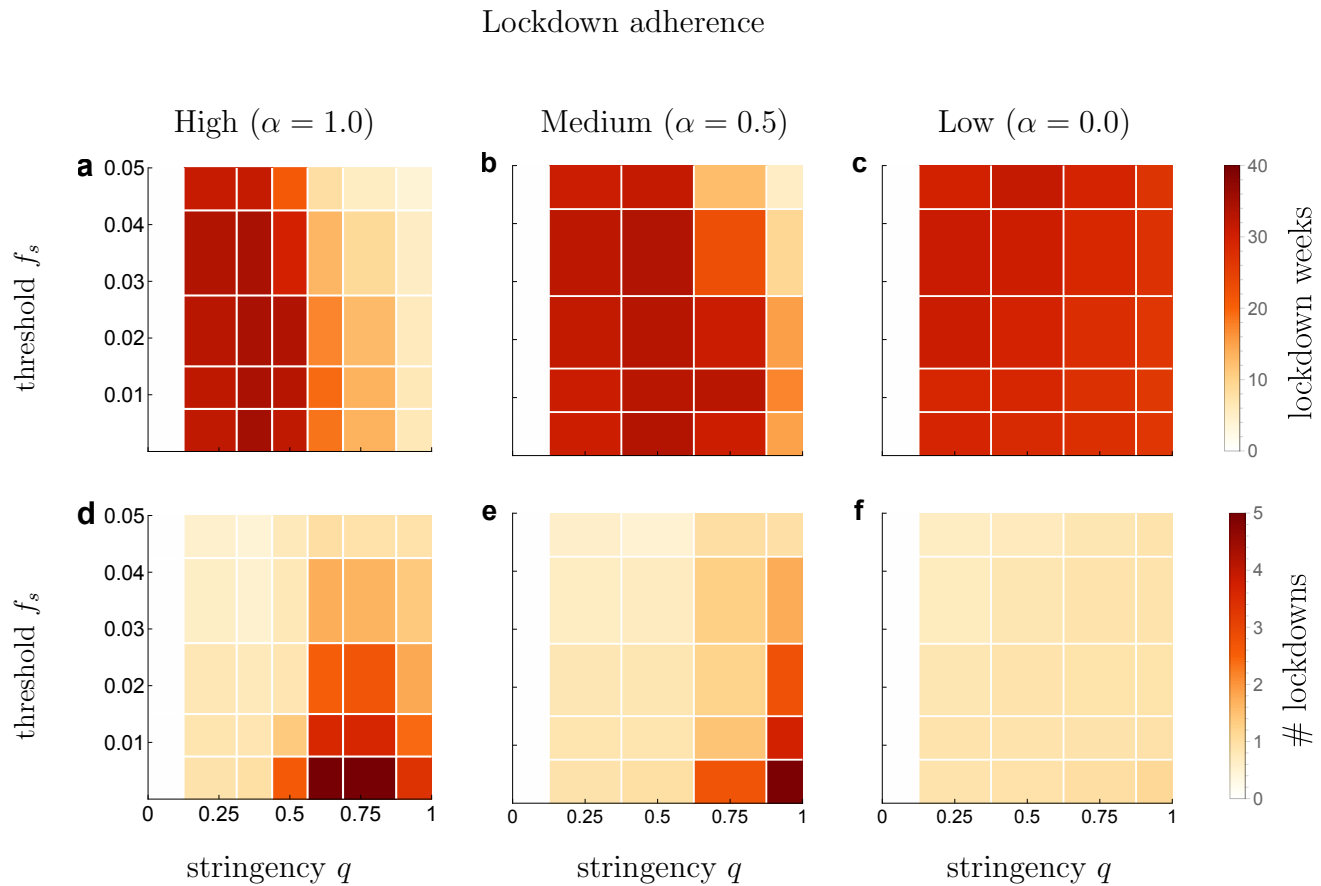 Lockdown adherence
High (α = 1.0)
Medium (α = 0.5)
Low (α = 0.0)
a
0.05
0.04
0.03
0.02
0.01
threshold f_s
b
c
40
30
20
10
0
lockdown weeks
d
0.05
0.04
0.03
0.02
0.01
threshold f_s
0
0.25
0.5
0.75
1
stringency q
e
0
0.25
0.5
0.75
1
stringency q
f
0
0.25
0.5
0.75
1
stringency q
5
4
3
2
1
0
# lockdowns